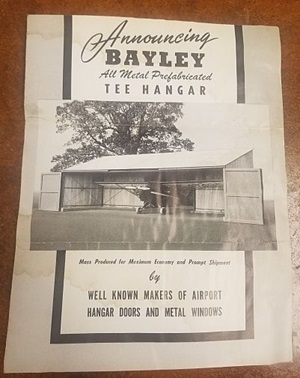 Announcing
BAYLEY
All Metal Prefabricated
TEE HANGAR
Mass Produced for Maximum Economy and Prompt Shipment
by
WELL KNOWN MAKERS OF AIRPORT
HANGAR DOORS AND METAL WINDOWS